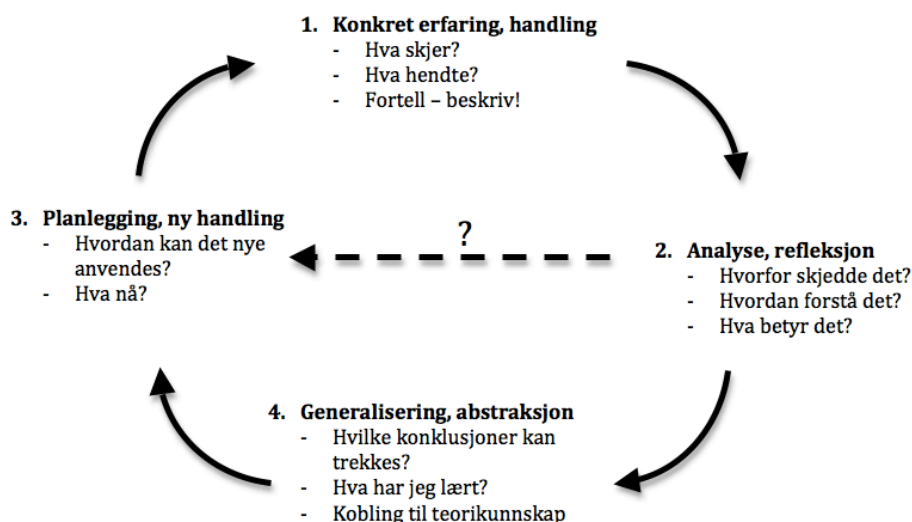 1. Konkret erfaring, handling
- Hva skjer?
- Hva hendte?
- Fortell – beskriv!
?
2. Analyse, refleksjon
- Hvorfor skjedde det?
- Hvordan forstå det?
- Hva betyr det?
3. Planlegging, ny handling
- Hvordan kan det nye
anvendes?
- Hva nå?
4. Generalisering, abstraksjon
- Hvilke konklusjoner kan
trekkes?
- Hva har jeg lært?
- Kobling til teorikunnskap